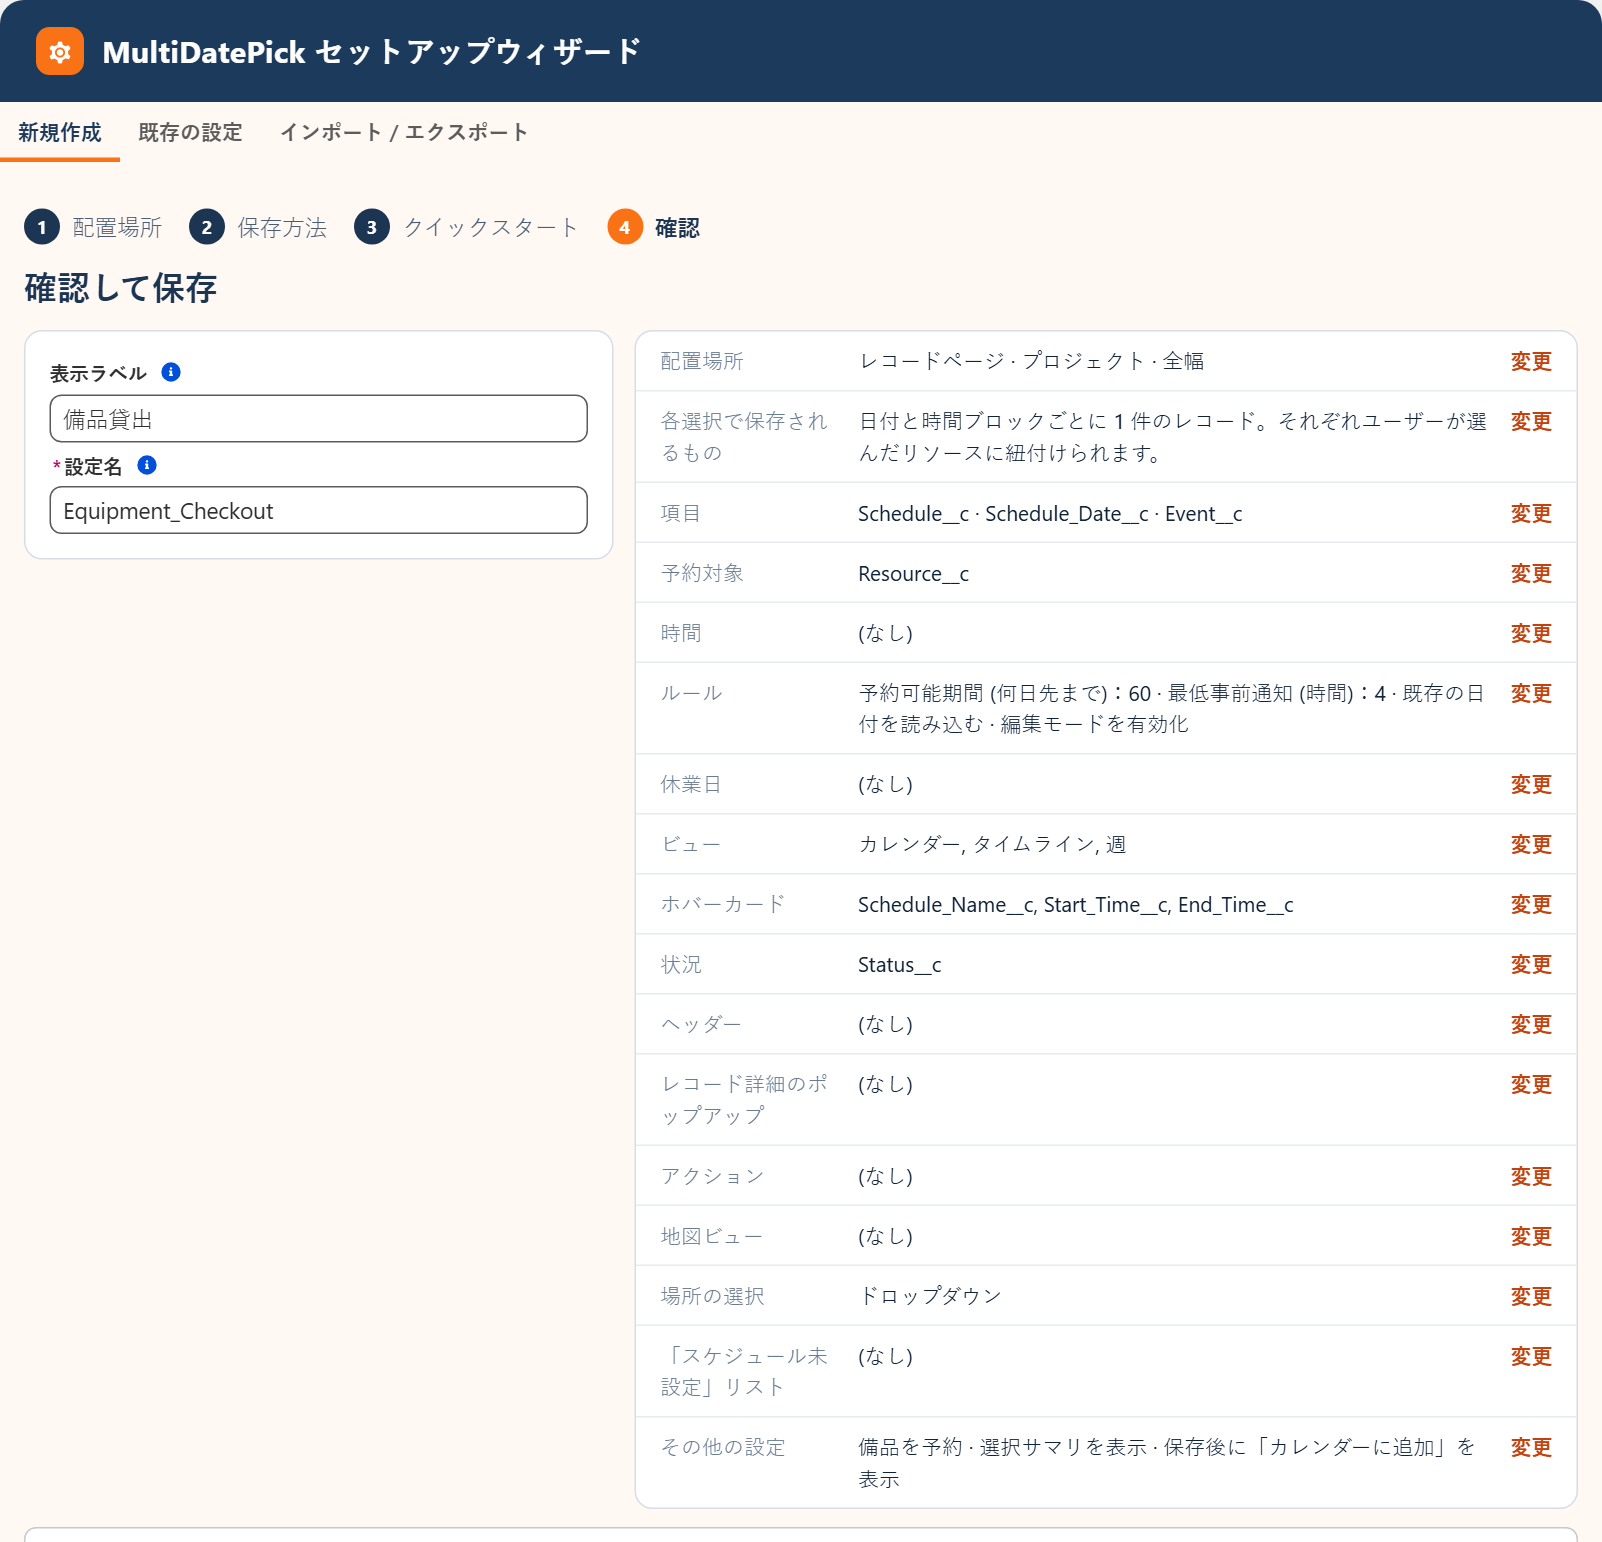 MultiDatePick セットアップウィザード
新規作成 既存の設定 インポート / エクスポート
1 配置場所 2 保存方法 3 クイックスタート 4 確認
確認して保存
表示ラベル
備品貸出
*設定名
Equipment_Checkout
配置場所 レコードページ · プロジェクト · 全幅 変更
各選択で保存され 日付と時間ブロックごとに 1 件のレコード。それぞれユーザーが選 変更
るもの んだリソースに紐付けられます。
項目 Schedule__c · Schedule_Date__c · Event__c 変更
予約対象 Resource__c 変更
時間 (なし) 変更
ルール 予約可能期間 (何日先まで)：60 · 最低事前通知 (時間)：4 · 既存の日 変更
付を読み込む · 編集モードを有効化
休業日 (なし) 変更
ビュー カレンダー, タイムライン, 週 変更
ホバーカード Schedule_Name__c, Start_Time__c, End_Time__c 変更
状況 Status__c 変更
ヘッダー (なし) 変更
レコード詳細のポ (なし) 変更
ップアップ
アクション (なし) 変更
地図ビュー (なし) 変更
場所の選択 ドロップダウン 変更
「スケジュール未 (なし) 変更
設定」リスト
その他の設定 備品を予約 · 選択サマリを表示 · 保存後に「カレンダーに追加」を 変更
表示